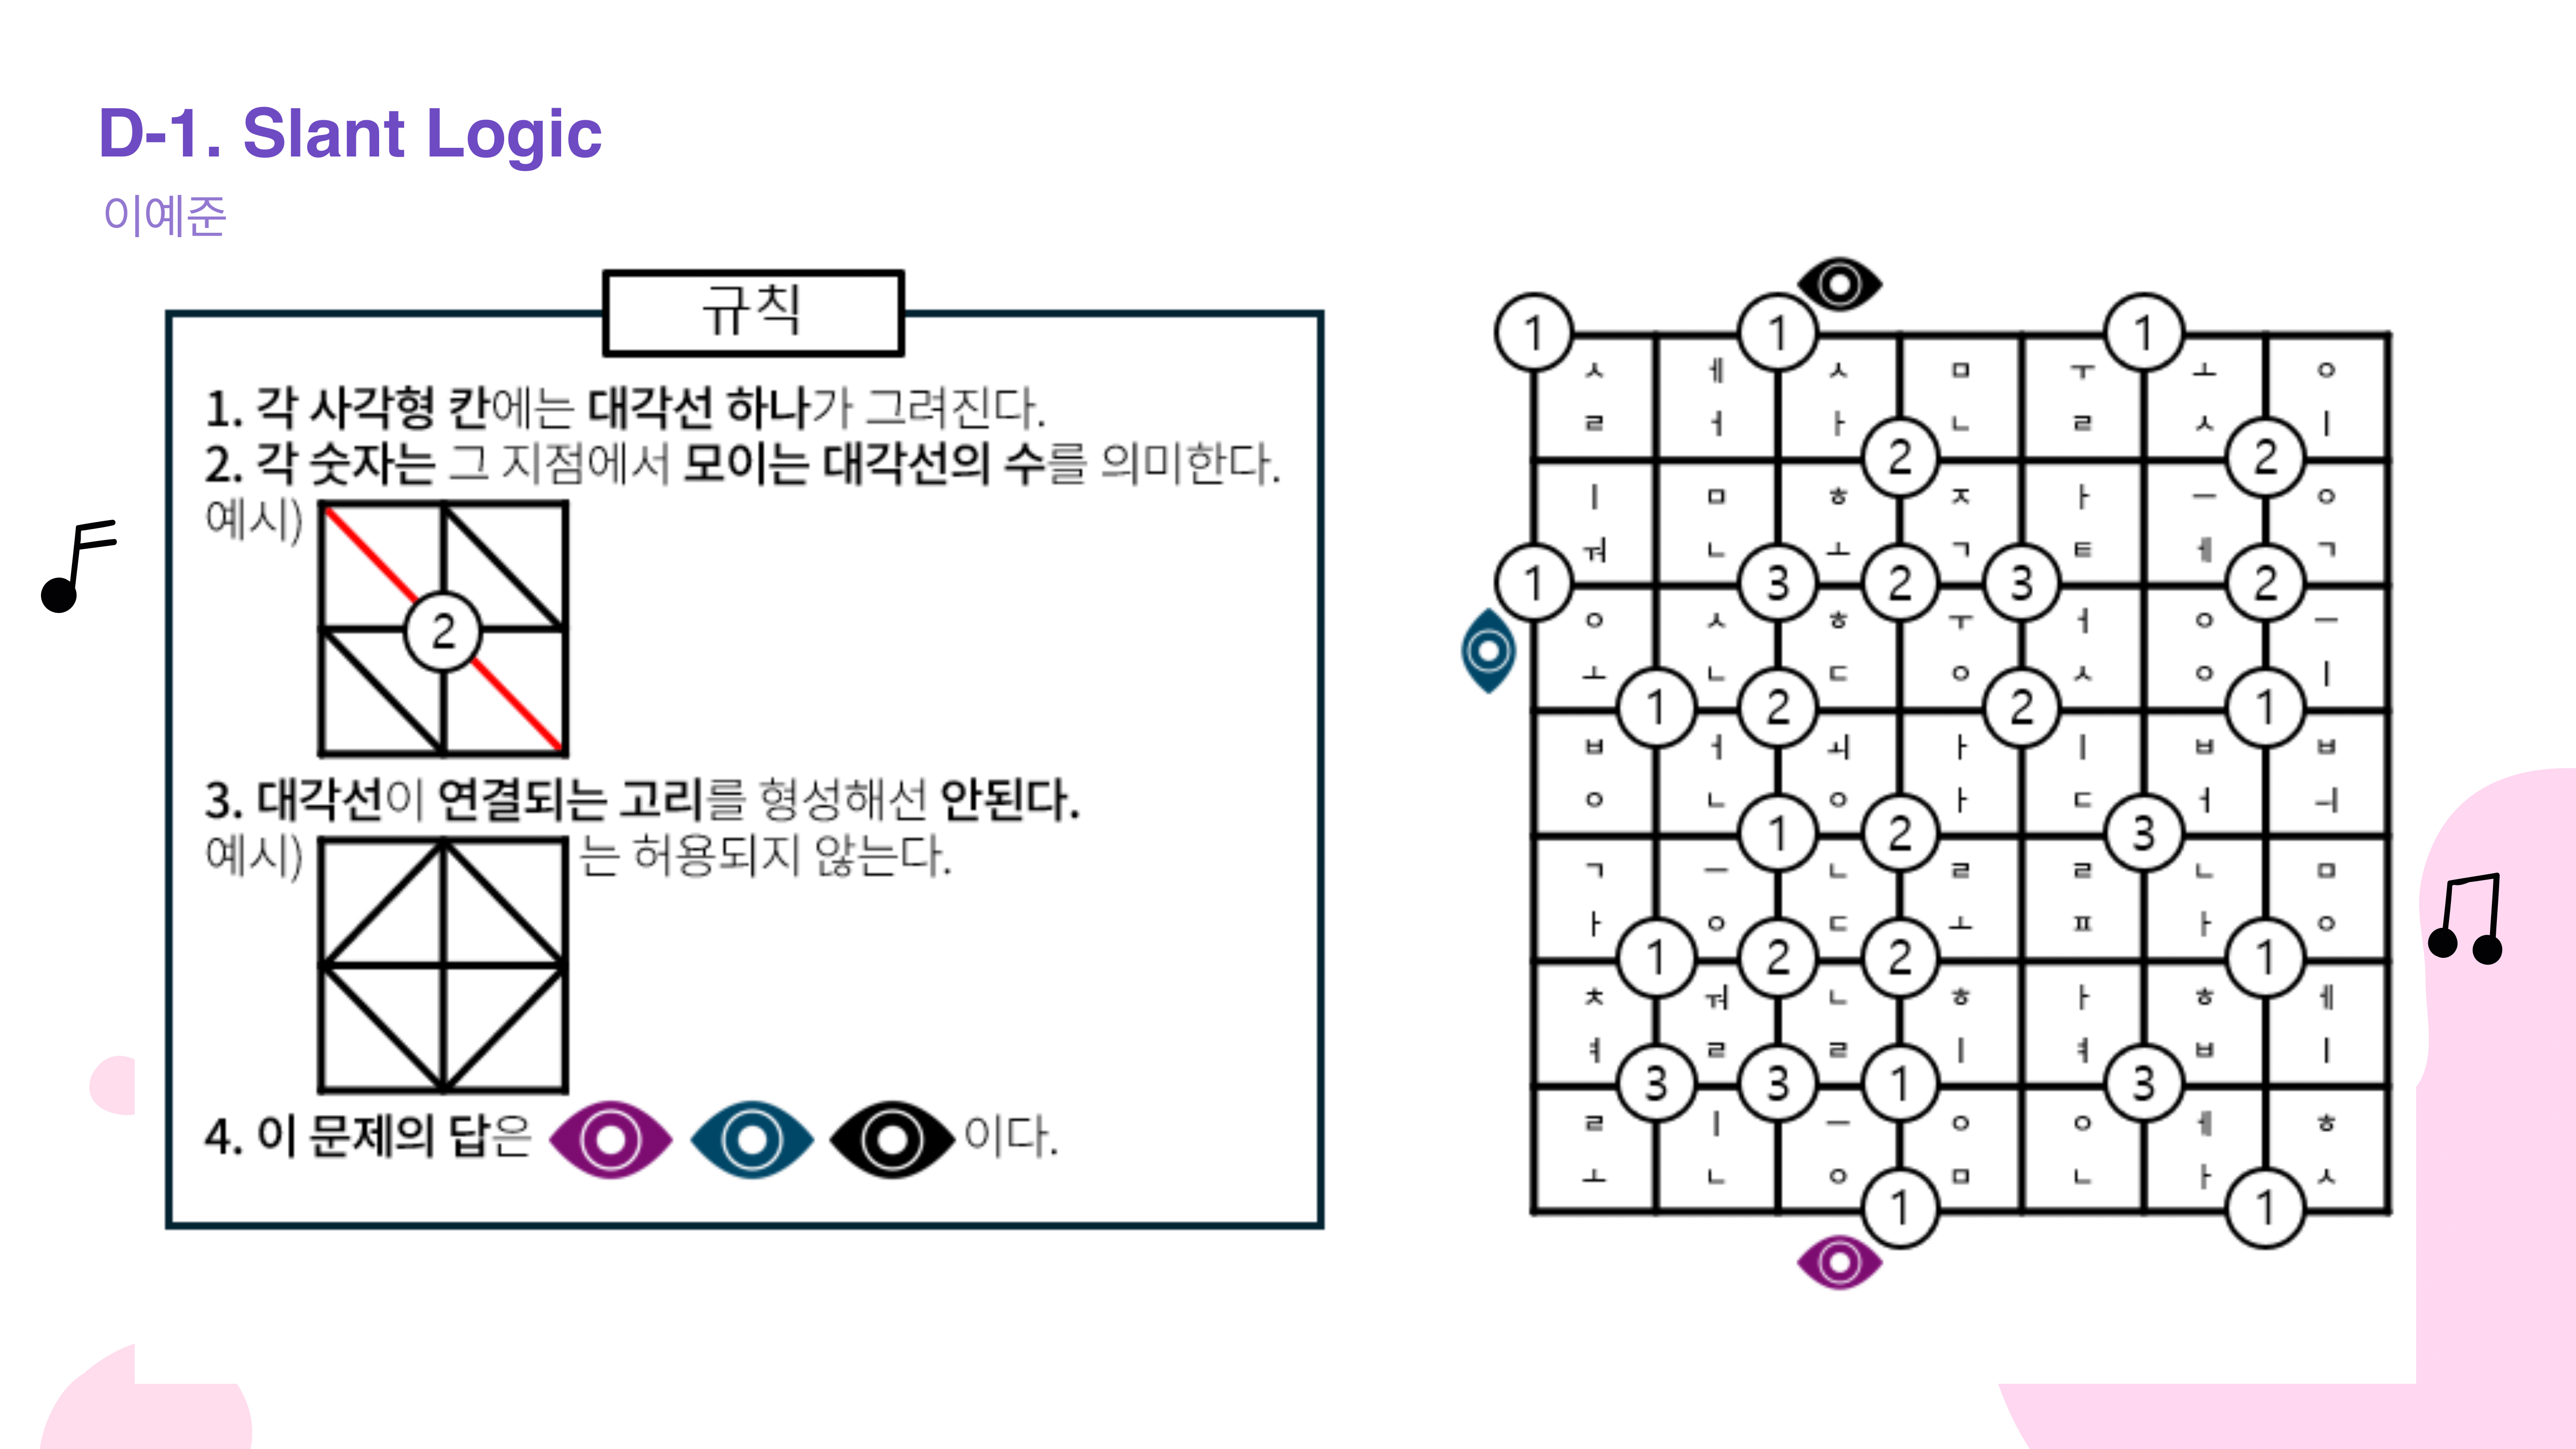 D-1. Slant Logic
이예준
규칙
1. 각 사각형 칸에는 대각선 하나가 그려진다.
2. 각 숫자는 그 지점에서 모이는 대각선의 수를 의미한다.
예시)
2
3. 대각선이 연결되는 고리를 형성해선 안된다.
예시) 는 허용되지 않는다.
4. 이 문제의 답은 이다.
1 1 1
ㅅ ㅔ ㅅ ㅁ ㅜ ㅗ ㅇ
ㄹ ㅓ ㅏ ㄴ ㄹ ㅅ ㅣ
2 2
ㅣ ㅁ ㅎ ㅈ ㅏ ㅡ ㅇ
ㅝ ㄴ ㅗ ㄱ ㅌ ㅔ ㄱ
1 3 2 3 2
ㅇ ㅅ ㅎ ㅜ ㅓ ㅇ ㅡ
ㅗ ㄴ ㄷ ㅇ ㅅ ㅇ ㅣ
1 2 2 1
ㅂ ㅓ ㅚ ㅏ ㅣ ㅂ ㅂ
ㅇ ㄴ ㅇ ㅏ ㄷ ㅓ ㅢ
1 2 3
ㄱ ㅡ ㄴ ㄹ ㄹ ㄴ ㅁ
ㅏ ㅇ ㄷ ㅗ ㅍ ㅏ ㅇ
1 2 2 1
ㅊ ㅝ ㄴ ㅎ ㅏ ㅎ ㅔ
ㅕ ㄹ ㄹ ㅣ ㅕ ㅂ ㅣ
3 3 1 3
ㄹ ㅣ ㅡ ㅇ ㅇ ㅔ ㅎ
ㅗ ㄴ ㅇ ㅁ ㄴ ㅏ ㅅ
1 1